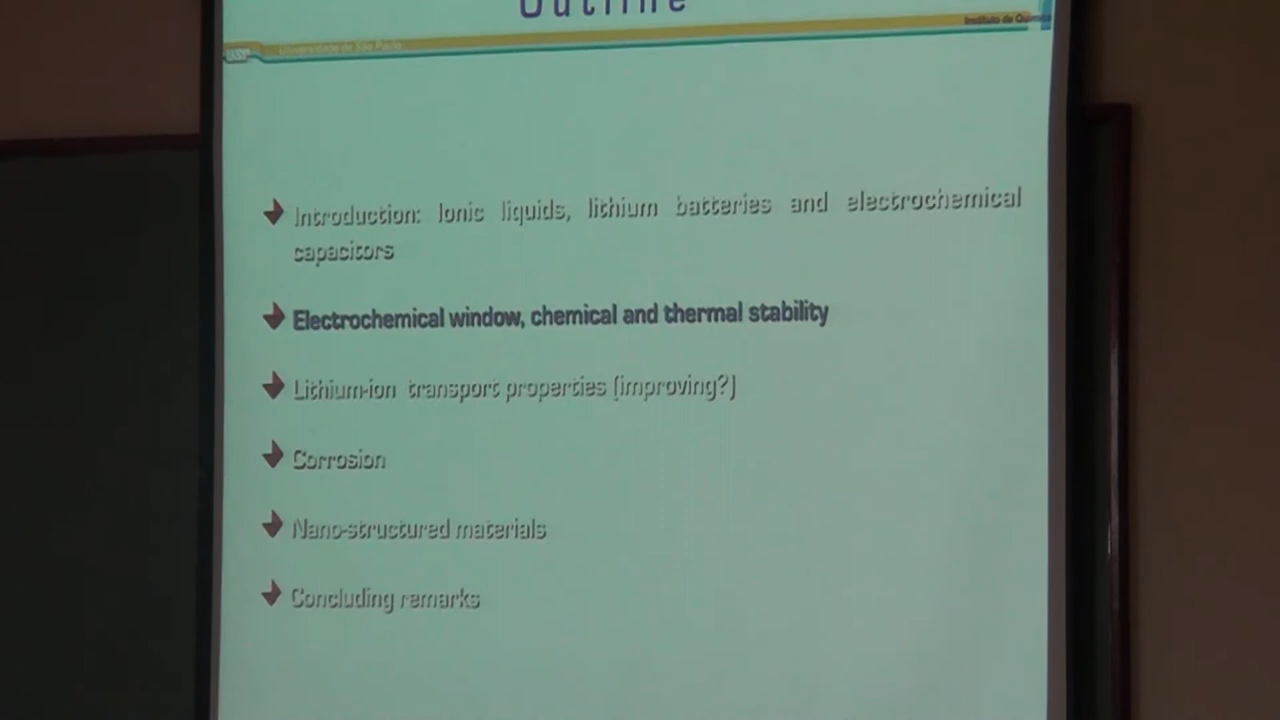 Outline
USP Universidade de São Paulo Instituto de Química
Introduction: Ionic liquids, lithium batteries and electrochemical
capacitors
Electrochemical window, chemical and thermal stability
Lithium-ion transport properties (improving?)
Corrosion
Nano-structured materials
Concluding remarks